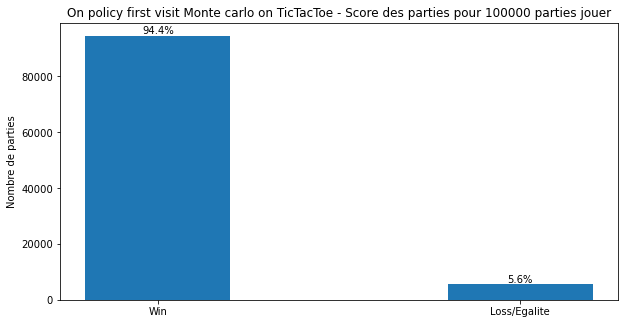 On policy first visit Monte carlo on TicTacToe - Score des parties pour 100000 parties jouer
94.4%
80000
60000
Nombre de parties
40000
20000
5.6%
0
Win
Loss/Egalite